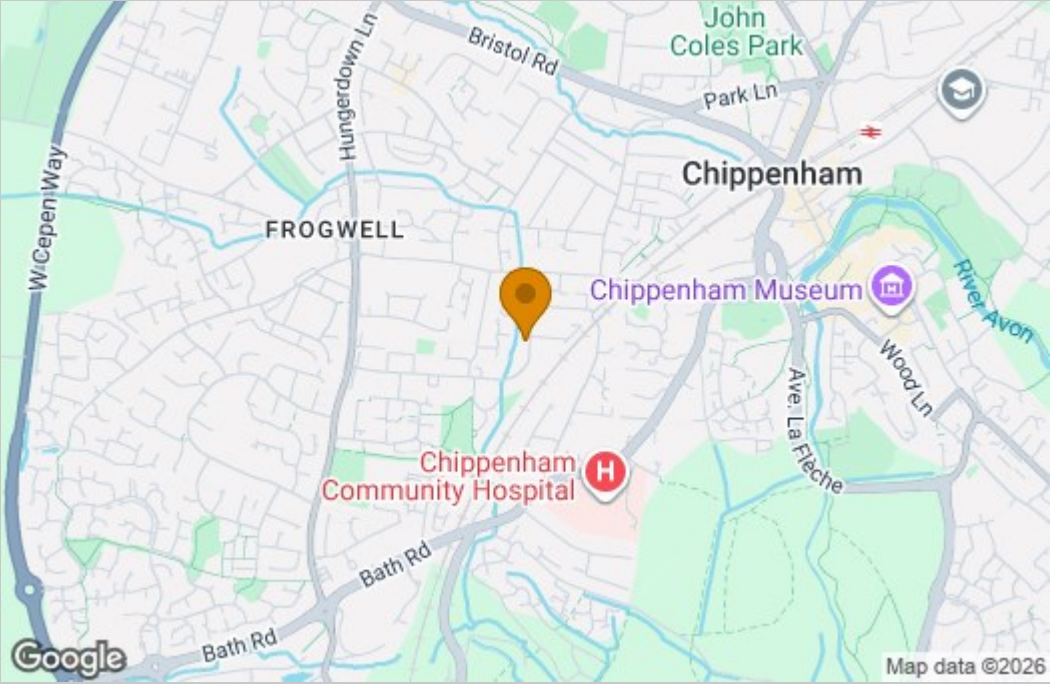 John
Coles Park
Bristol Rd
Hungerdown Ln
Park Ln
Chippenham
W Cepen Way
FROGWELL
Chippenham Museum
River Avon
Wood Ln
Ave. La Fleche
Chippenham
Community Hospital
H
Bath Rd
Bath Rd
Google
Map data ©2026